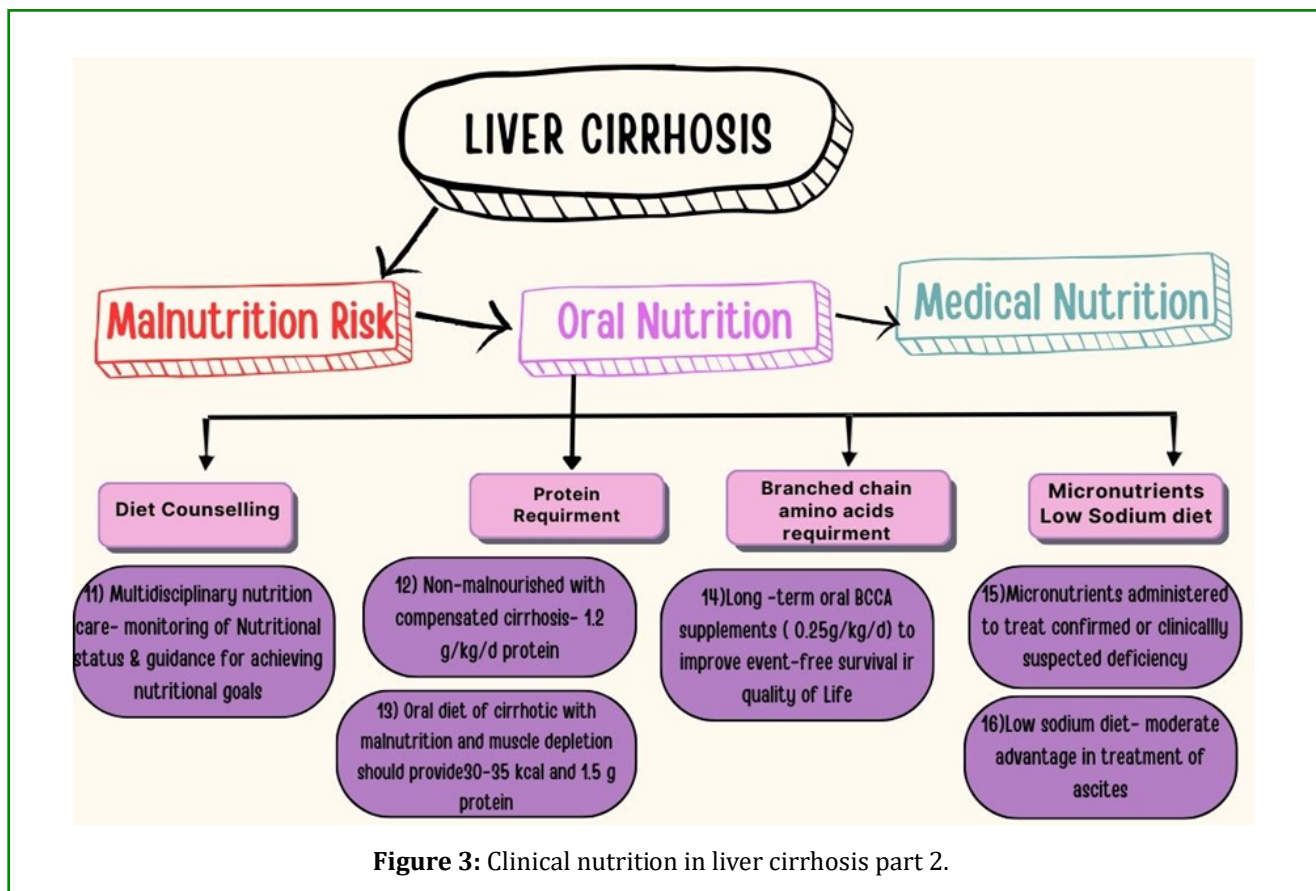 LIVER CIRRHOSIS
Malnutrition Risk
Oral Nutrition
Medical Nutrition
Diet Counselling
11) Multidisciplinary nutrition
care- monitoring of Nutritional
status & guidance for achieving
nutritional goals
Protein
Requirment
12) Non-malnourished with
compensated cirrhosis- 1.2
g/kg/d protein
13) Oral diet of cirrhotic with
malnutrition and muscle depletion
should provide30-35 kcal and 1.5 g
protein
Branched chain
amino acids
requirment
14)Long -term oral BCCA
supplements ( 0.25g/kg/d) to
improve event-free survival ir
quality of Life
Micronutrients
Low Sodium diet
15)Micronutrients administered
to treat confirmed or clinicallly
suspected deficiency
16)Low sodium diet- moderate
advantage in treatment of
ascites
Figure 3: Clinical nutrition in liver cirrhosis part 2.